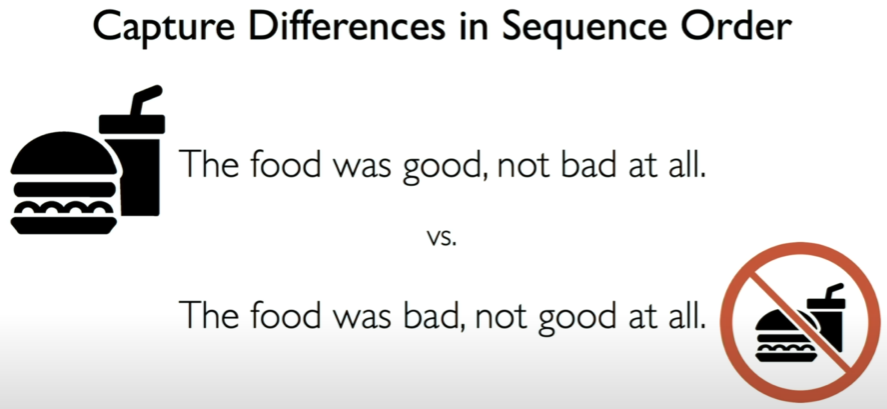 Capture Differences in Sequence Order
The food was good, not bad at all.
vs.
The food was bad, not good at all.